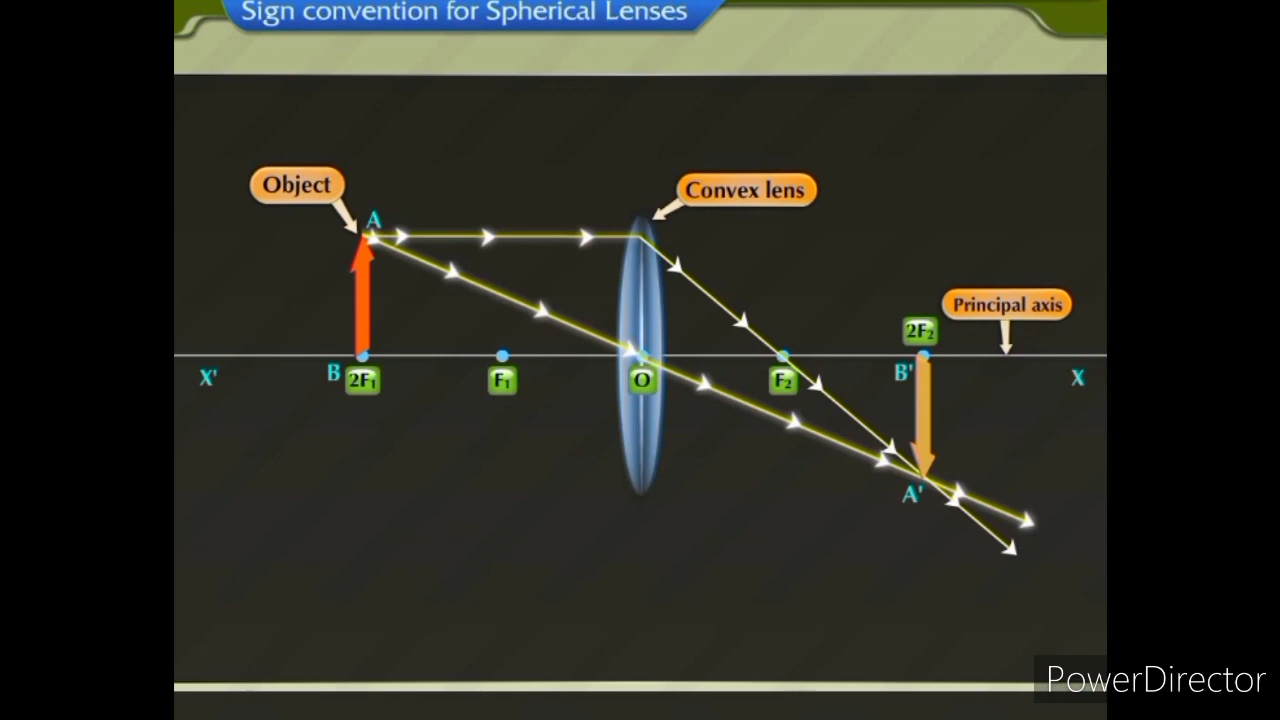 Sign convention for Spherical Lenses
Object
Convex lens
A
Principal axis
2F₂
X'
B
2F₁
F₁
O
F₂
B'
X
A'
PowerDirector